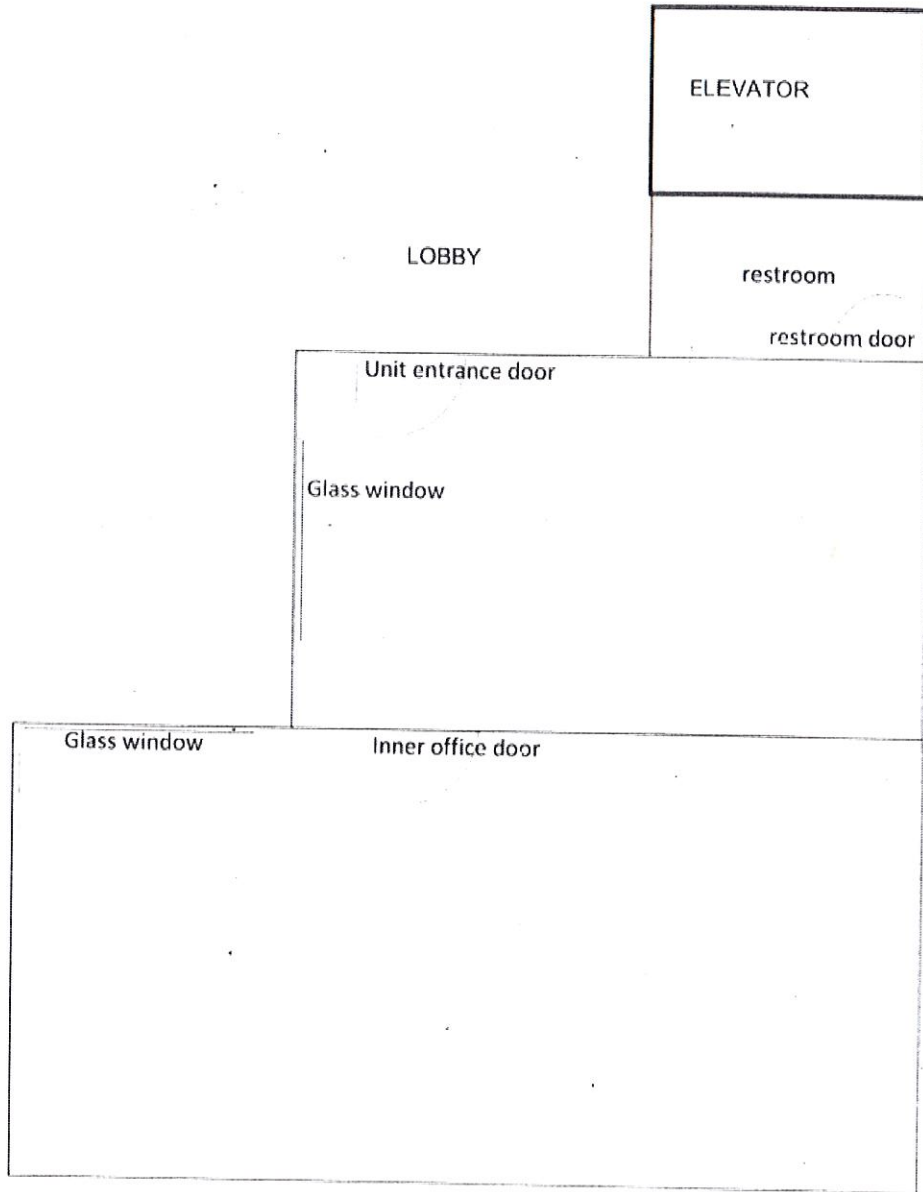 ELEVATOR
LOBBY
restroom
restroom door
Unit entrance door
Glass window
Glass window
Inner office door